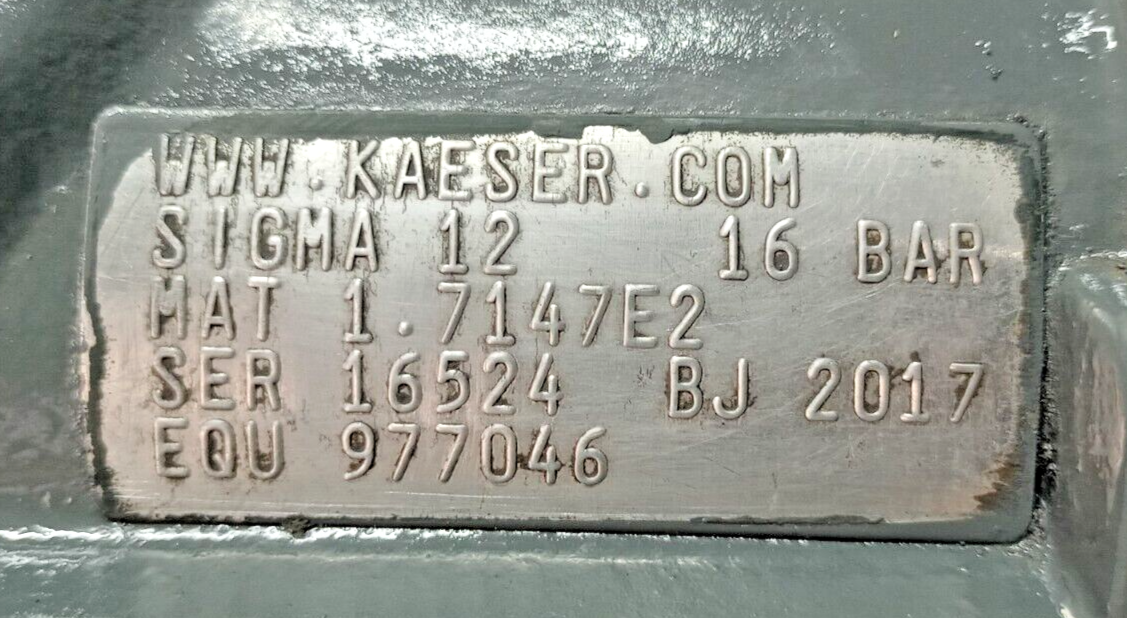 WWW.KAESER.COM
SIGMA 12 16 BAR
MAT 1.7147E2
SER 16524 BJ 2017
EQU 977046